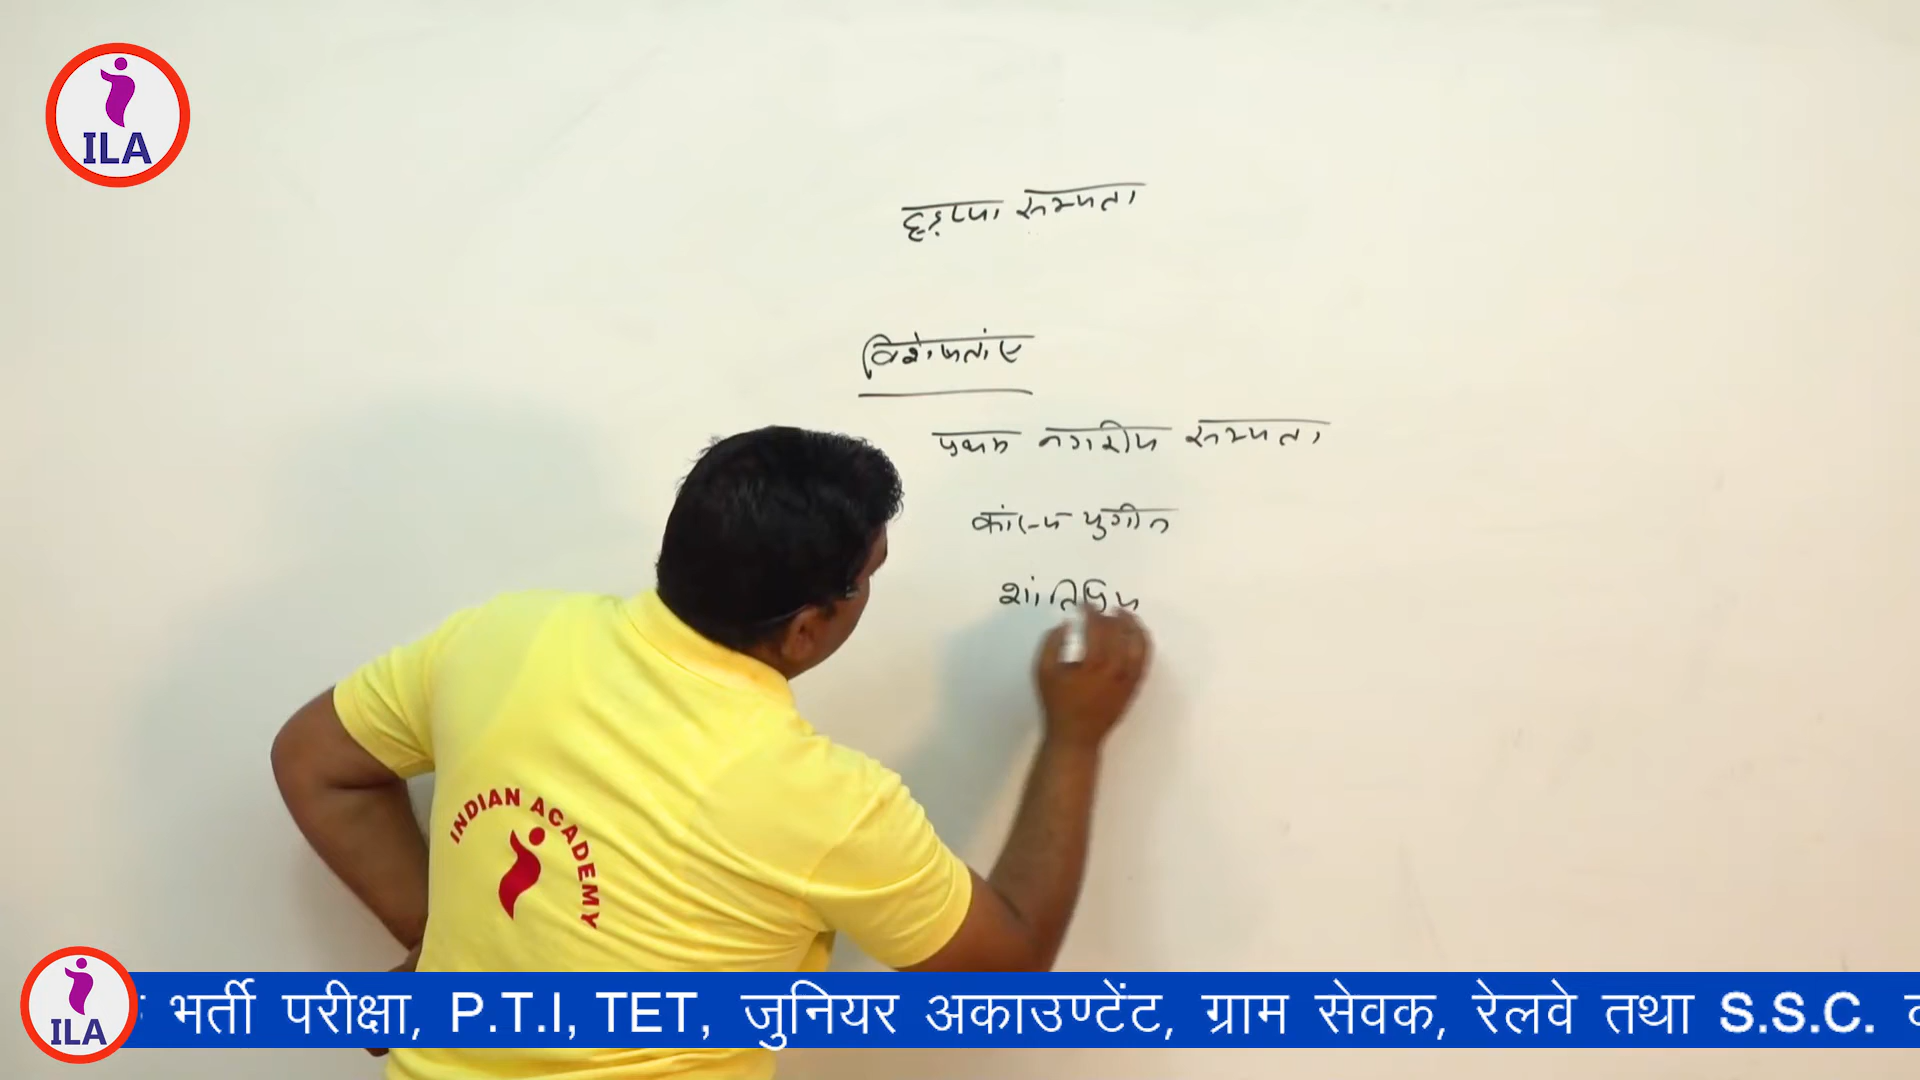 ILA
हड़प्पा सभ्यता
विशेषतांए
प्रथम नगरीय सभ्यता
कांस्य युगीन
शांतिप्रिय
INDIAN ACADEMY
ILA
भर्ती परीक्षा, P.T.I, TET, जुनियर अकाउण्टेंट, ग्राम सेवक, रेलवे तथा S.S.C.